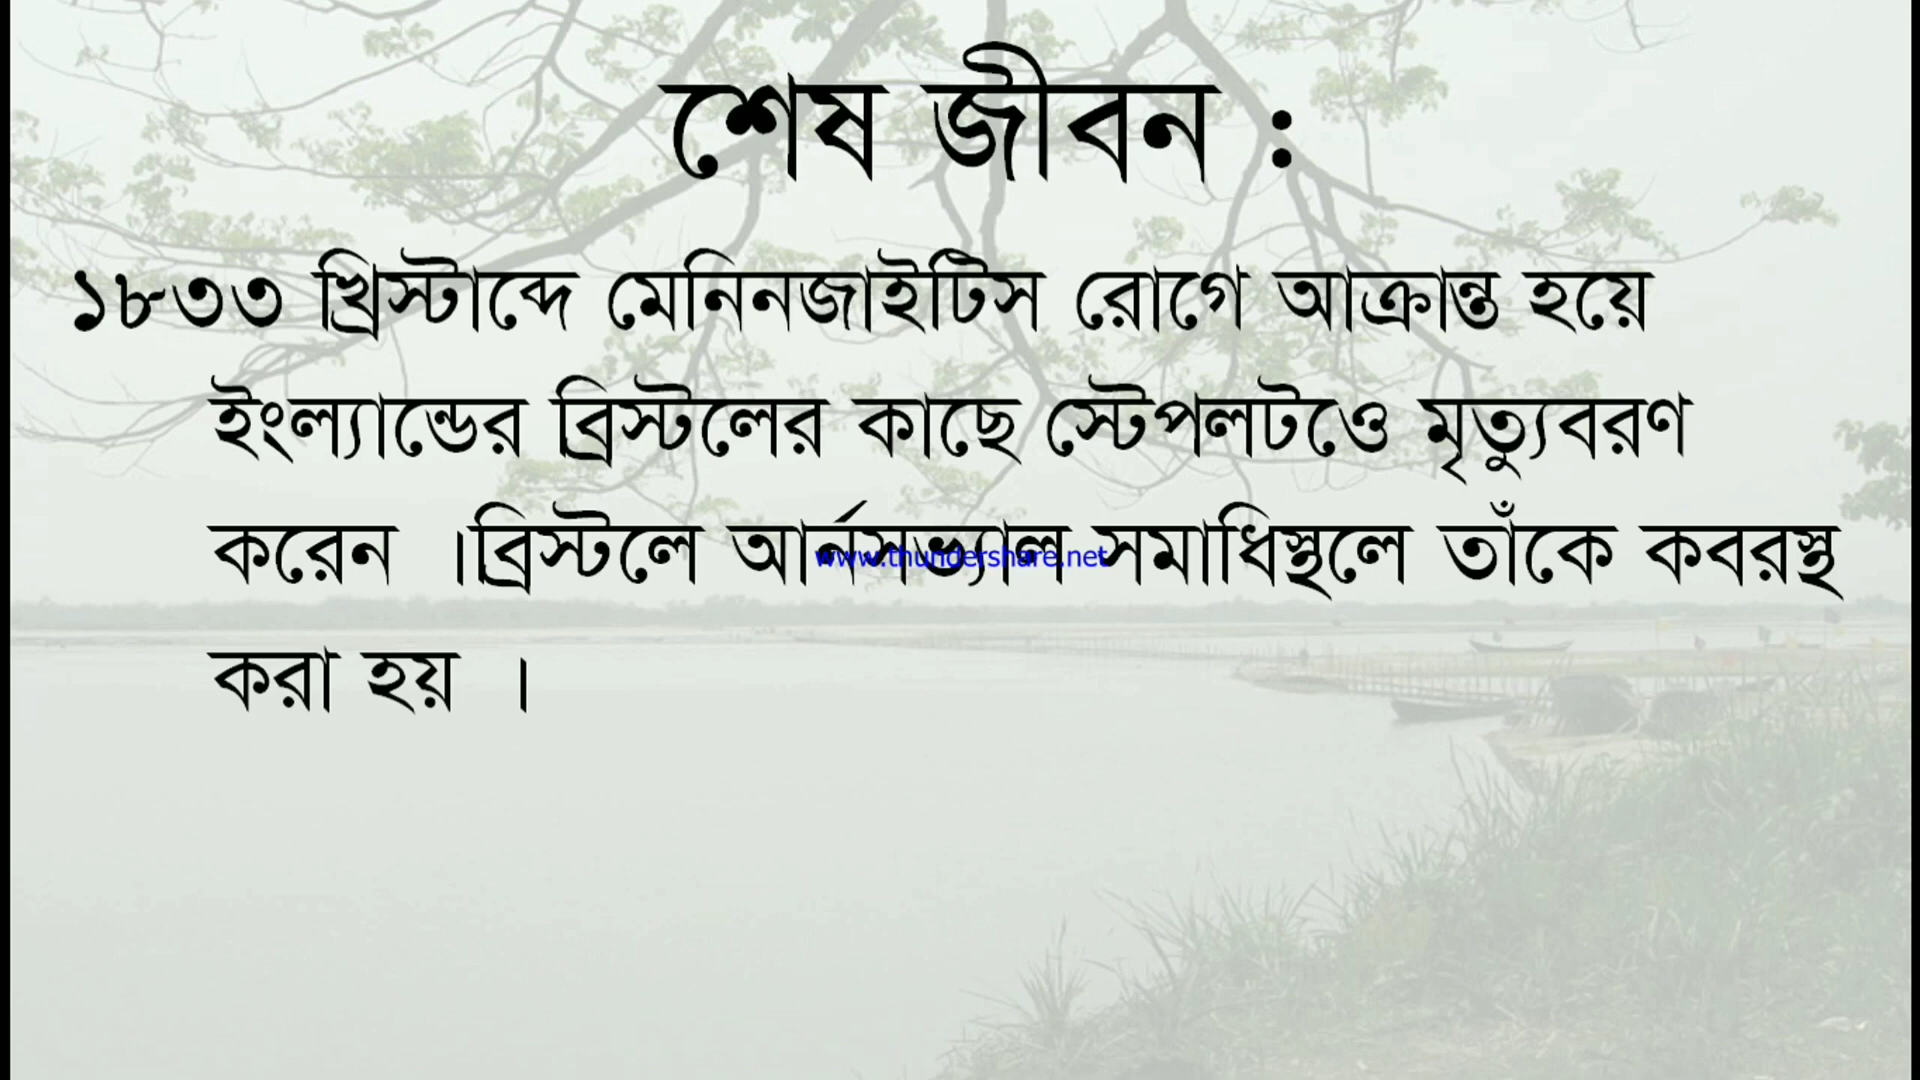 শেষ জীবন :
১৮৩৩ খ্রিস্টাব্দে মেনিনজাইটিস রোগে আক্রান্ত হয়ে
ইংল্যান্ডের ব্রিস্টলের কাছে স্টেপলটওে মৃত্যুবরণ
করেন ।ব্রিস্টলে আর্নসভ্যাল সমাধিস্থলে তাঁকে কবরস্থ
www.thundershare.net
করা হয় ।